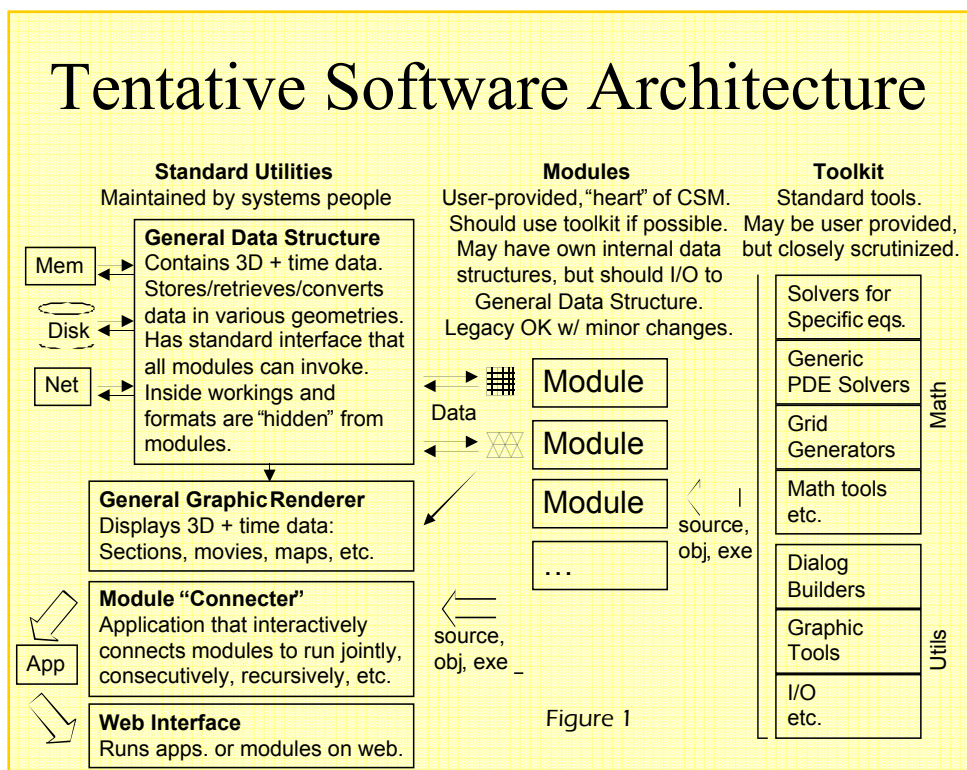 Tentative Software Architecture
Standard Utilities
Maintained by systems people
Mem
Disk
Net
General Data Structure
Contains 3D + time data.
Stores/retrieves/converts
data in various geometries.
Has standard interface that
all modules can invoke.
Inside workings and
formats are "hidden" from
modules.
General Graphic Renderer
Displays 3D + time data:
Sections, movies, maps, etc.
Module “Connecter”
Application that interactively
connects modules to run jointly,
consecutively, recursively, etc.
App
Web Interface
Runs apps. or modules on web.
Modules
User-provided,“heart” of CSM.
Should use toolkit if possible.
May have own internal data
structures, but should I/O to
General Data Structure.
Legacy OK w/ minor changes.
Data
Module
Module
Module
...
source,
obj, exe _
source,
obj, exe
Figure 1
Toolkit
Standard tools.
May be user provided,
but closely scrutinized.
Solvers for
Specific eqs.
Generic
PDE Solvers
Grid
Generators
Math tools
etc.
Math
Dialog
Builders
Graphic
Tools
I/O
etc.
Utils